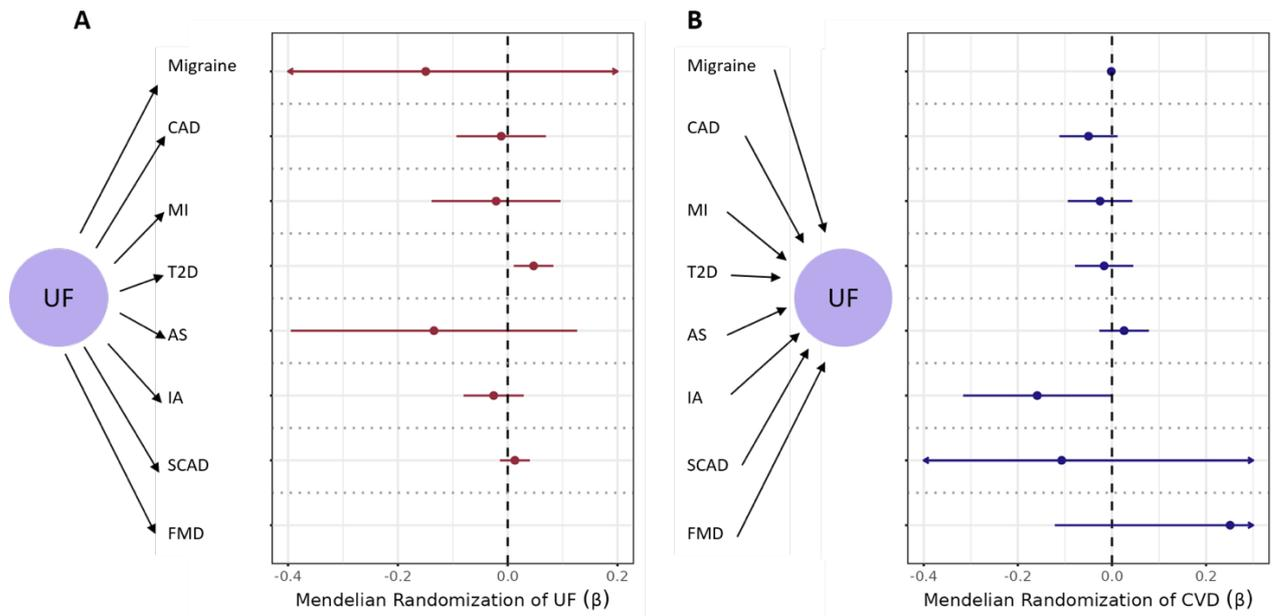 A
UF
Migraine
CAD
MI
T2D
AS
IA
SCAD
FMD
-0.4 -0.2 0.0 0.2
Mendelian Randomization of UF (β)
B
Migraine
CAD
MI
T2D
AS
IA
SCAD
FMD
UF
-0.4 -0.2 0.0 0.2
Mendelian Randomization of CVD (β)